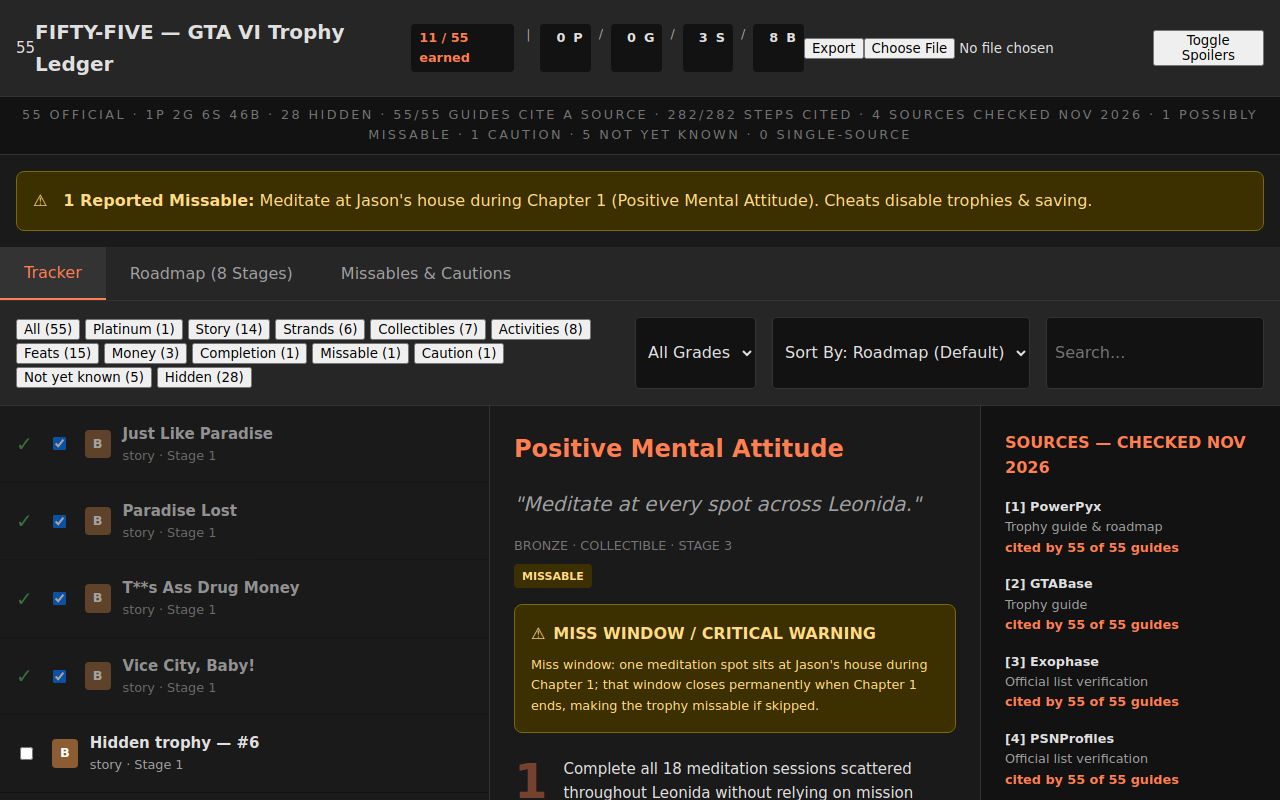 55
FIFTY-FIVE — GTA VI Trophy
Ledger
11 / 55
earned
|
0 P
/
0 G
/
3 S
/
8 B
Export
Choose File No file chosen
Toggle
Spoilers
55 OFFICIAL · 1P 2G 6S 46B · 28 HIDDEN · 55/55 GUIDES CITE A SOURCE · 282/282 STEPS CITED · 4 SOURCES CHECKED NOV 2026 · 1 POSSIBLY
MISSABLE · 1 CAUTION · 5 NOT YET KNOWN · 0 SINGLE-SOURCE
⚠ 1 Reported Missable: Meditate at Jason's house during Chapter 1 (Positive Mental Attitude). Cheats disable trophies & saving.
Tracker
Roadmap (8 Stages)
Missables & Cautions
All (55) Platinum (1) Story (14) Strands (6) Collectibles (7) Activities (8)
Feats (15) Money (3) Completion (1) Missable (1) Caution (1)
Not yet known (5) Hidden (28)
All Grades
Sort By: Roadmap (Default)
Search...
✓ B Just Like Paradise
story · Stage 1
✓ B Paradise Lost
story · Stage 1
✓ B T**s Ass Drug Money
story · Stage 1
✓ B Vice City, Baby!
story · Stage 1
B Hidden trophy — #6
story · Stage 1
Positive Mental Attitude
"Meditate at every spot across Leonida."
BRONZE · COLLECTIBLE · STAGE 3
MISSABLE
⚠ MISS WINDOW / CRITICAL WARNING
Miss window: one meditation spot sits at Jason's house during
Chapter 1; that window closes permanently when Chapter 1
ends, making the trophy missable if skipped.
1 Complete all 18 meditation sessions scattered
throughout Leonida without relying on mission
SOURCES — CHECKED NOV
2026
[1] PowerPyx
Trophy guide & roadmap
cited by 55 of 55 guides
[2] GTABase
Trophy guide
cited by 55 of 55 guides
[3] Exophase
Official list verification
cited by 55 of 55 guides
[4] PSNProfiles
Official list verification
cited by 55 of 55 guides